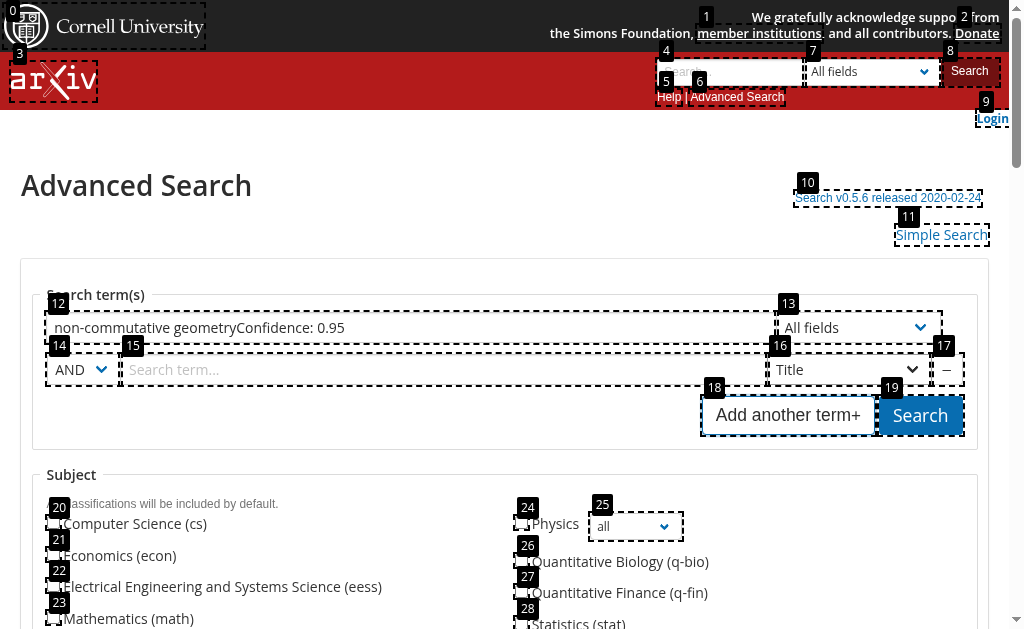 0
Cornell University
1
2
We gratefully acknowledge suppo from
the Simons Foundation, member institutions, and all contributors. Donate
3
arXiv
4
7
8
Search...
All fields
Search
5
6
Help | Advanced Search
9
Login
Advanced Search
10
Search v0.5.6 released 2020-02-24
11
Simple Search
Search term(s)
12
13
non-commutative geometryConfidence: 0.95
All fields
14
15
16
17
AND
Search term...
Title
–
18
19
Add another term+
Search
Subject
lassifications will be included by default.
20
24
25
Computer Science (cs)
Physics
all
21
26
Economics (econ)
Quantitative Biology (q-bio)
22
27
Electrical Engineering and Systems Science (eess)
Quantitative Finance (q-fin)
23
28
Mathematics (math)
Statistics (stat)